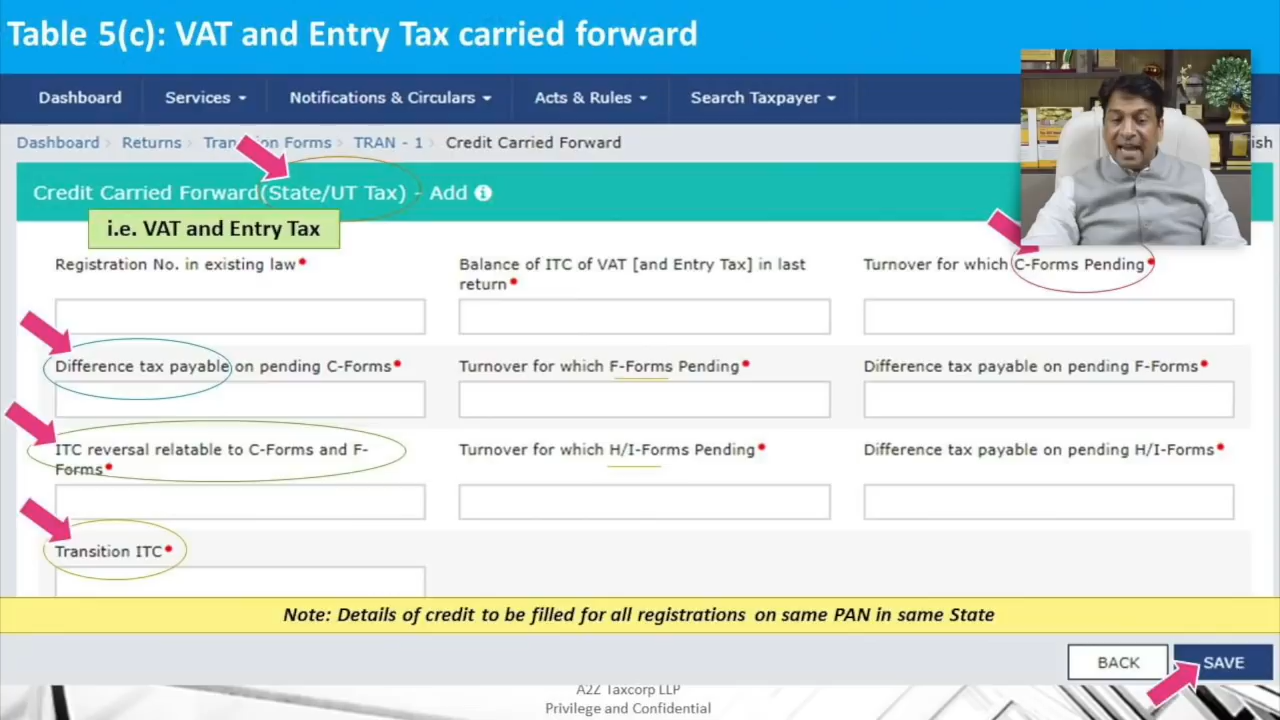 Table 5(c): VAT and Entry Tax carried forward
Dashboard Services Notifications & Circulars Acts & Rules Search Taxpayer
Dashboard Returns Forms TRAN - 1 Credit Carried Forward
Credit Carried Forward(State/UT Tax) - Add
i.e. VAT and Entry Tax
Registration No. in existing law
Balance of ITC of VAT [and Entry Tax] in last
return
Turnover for which C-Forms Pending
Difference tax payable on pending C-Forms
Turnover for which F-Forms Pending
Difference tax payable on pending F-Forms
ITC reversal relatable to C-Forms and F-
Forms
Turnover for which H/I-Forms Pending
Difference tax payable on pending H/I-Forms
Transition ITC
Note: Details of credit to be filled for all registrations on same PAN in same State
BACK SAVE
A2Z Taxcorp LLP
Privilege and Confidential